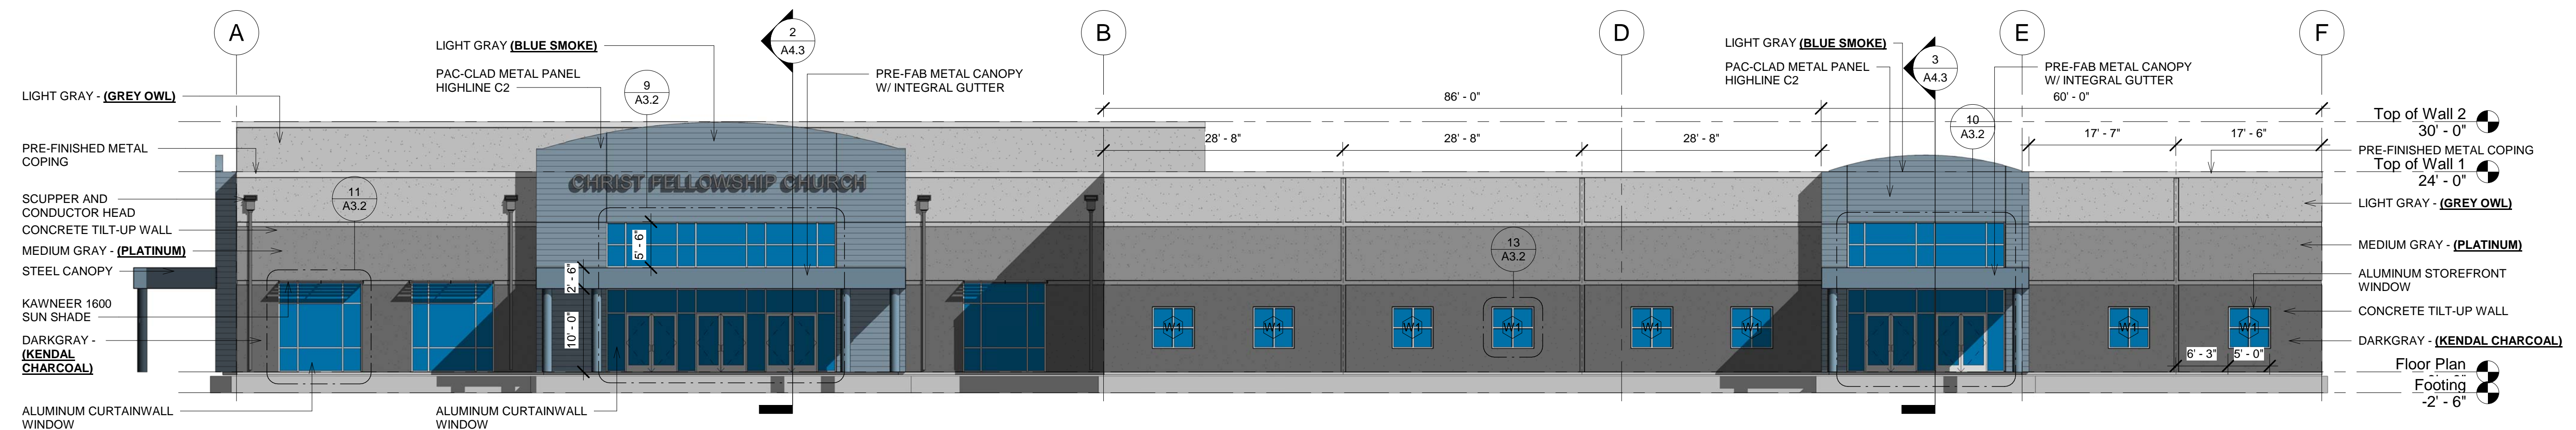 A
B
D
E
F
2
A4.3
3
A4.3
LIGHT GRAY (BLUE SMOKE)
PAC-CLAD METAL PANEL
HIGHLINE C2
9
A3.2
PRE-FAB METAL CANOPY
W/ INTEGRAL GUTTER
LIGHT GRAY (BLUE SMOKE)
PAC-CLAD METAL PANEL
HIGHLINE C2
PRE-FAB METAL CANOPY
W/ INTEGRAL GUTTER
86' - 0"
60' - 0"
28' - 8"
28' - 8"
28' - 8"
10
A3.2
17' - 7"
17' - 6"
LIGHT GRAY - (GREY OWL)
PRE-FINISHED METAL
COPING
SCUPPER AND
CONDUCTOR HEAD
CONCRETE TILT-UP WALL
MEDIUM GRAY - (PLATINUM)
STEEL CANOPY
KAWNEER 1600
SUN SHADE
DARKGRAY -
(KENDAL
CHARCOAL)
ALUMINUM CURTAINWALL
WINDOW
11
A3.2
CHRIST FELLOWSHIP CHURCH
5' - 6"
2' - 6"
10' - 0"
ALUMINUM CURTAINWALL
WINDOW
13
A3.2
W1
W1
W1
W1
W1
W1
W1
W1
6' - 3"
5' - 0"
Top of Wall 2
30' - 0"
PRE-FINISHED METAL COPING
Top of Wall 1
24' - 0"
LIGHT GRAY - (GREY OWL)
MEDIUM GRAY - (PLATINUM)
ALUMINUM STOREFRONT
WINDOW
CONCRETE TILT-UP WALL
DARKGRAY - (KENDAL CHARCOAL)
Floor Plan
Footing
-2' - 6"